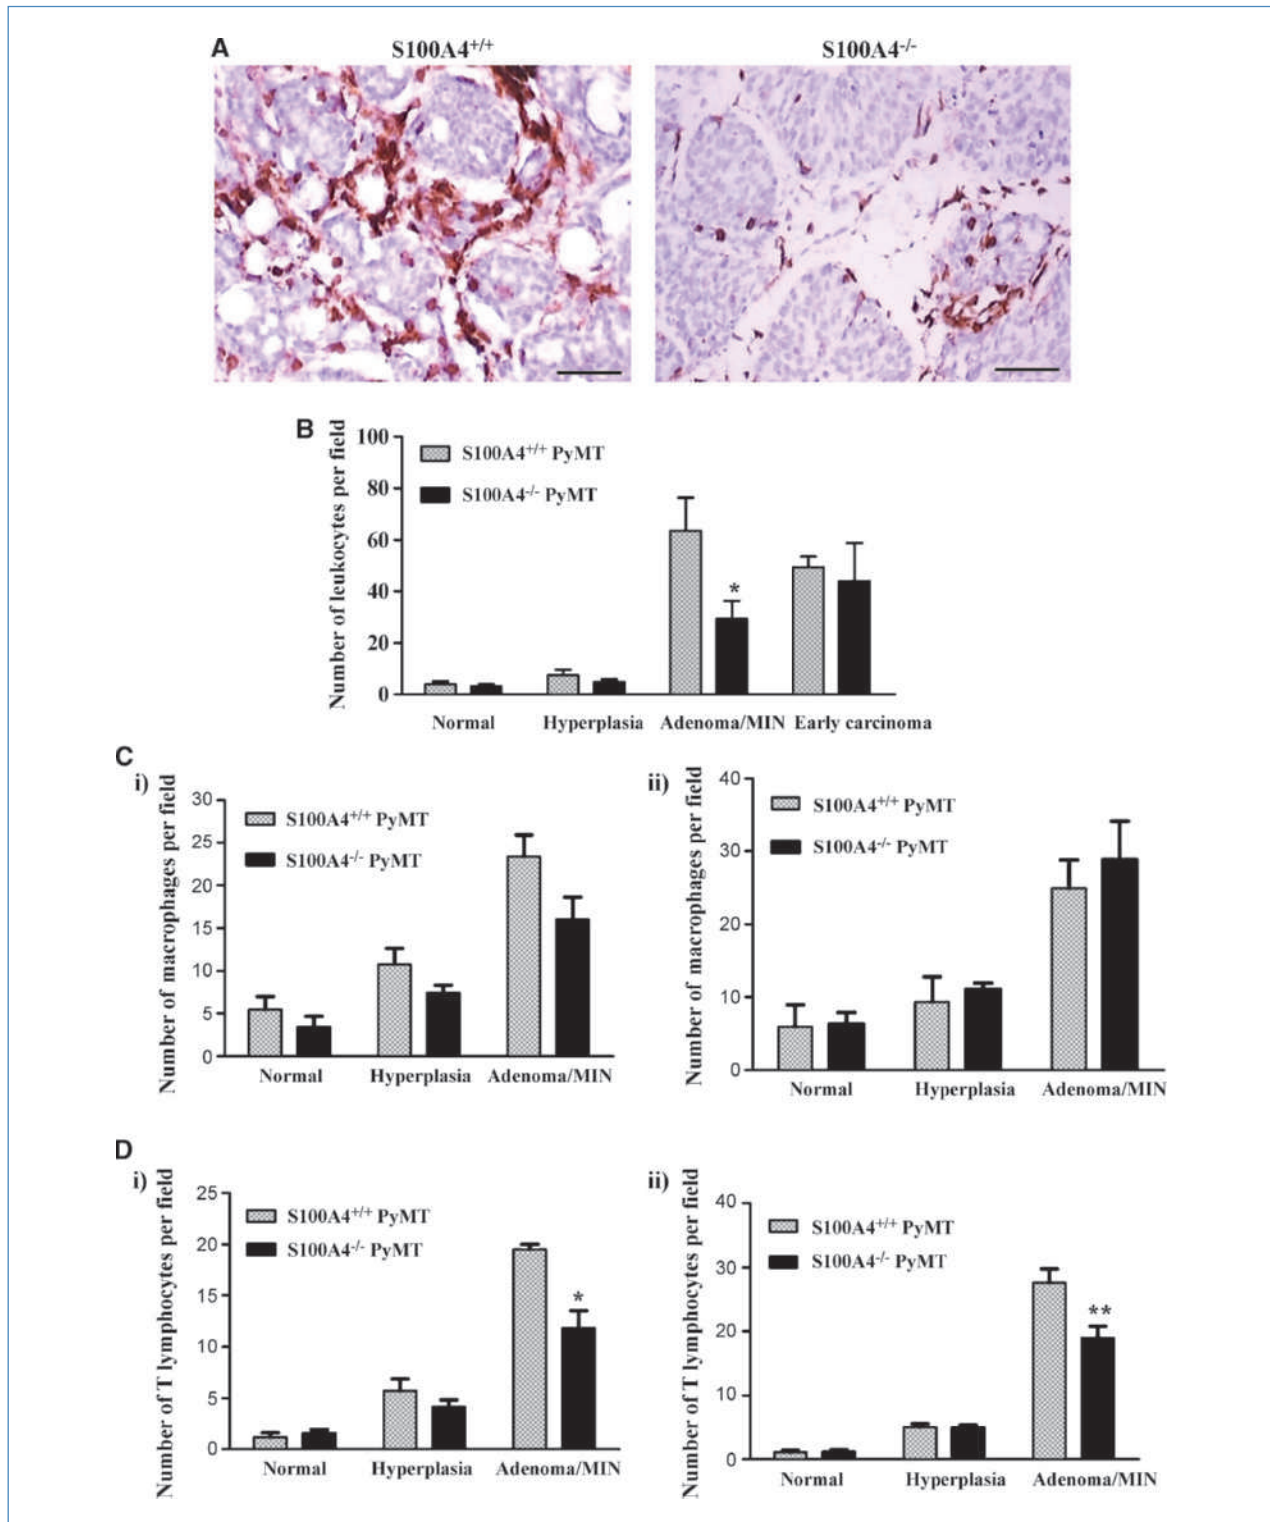 A
S100A4+/+
S100A4-/-
B
Number of leukocytes per field
100
80
60
40
20
0
S100A4+/+ PyMT
S100A4-/- PyMT
*
Normal
Hyperplasia
Adenoma/MIN
Early carcinoma
C
i)
Number of macrophages per field
30
25
20
15
10
5
0
S100A4+/+ PyMT
S100A4-/- PyMT
Normal
Hyperplasia
Adenoma/MIN
ii)
Number of macrophages per field
40
30
20
10
0
S100A4+/+ PyMT
S100A4-/- PyMT
Normal
Hyperplasia
Adenoma/MIN
D
i)
Number of T lymphocytes per field
25
20
15
10
5
0
S100A4+/+ PyMT
S100A4-/- PyMT
*
Normal
Hyperplasia
Adenoma/MIN
ii)
Number of T lymphocytes per field
40
30
20
10
0
S100A4+/+ PyMT
S100A4-/- PyMT
**
Normal
Hyperplasia
Adenoma/MIN